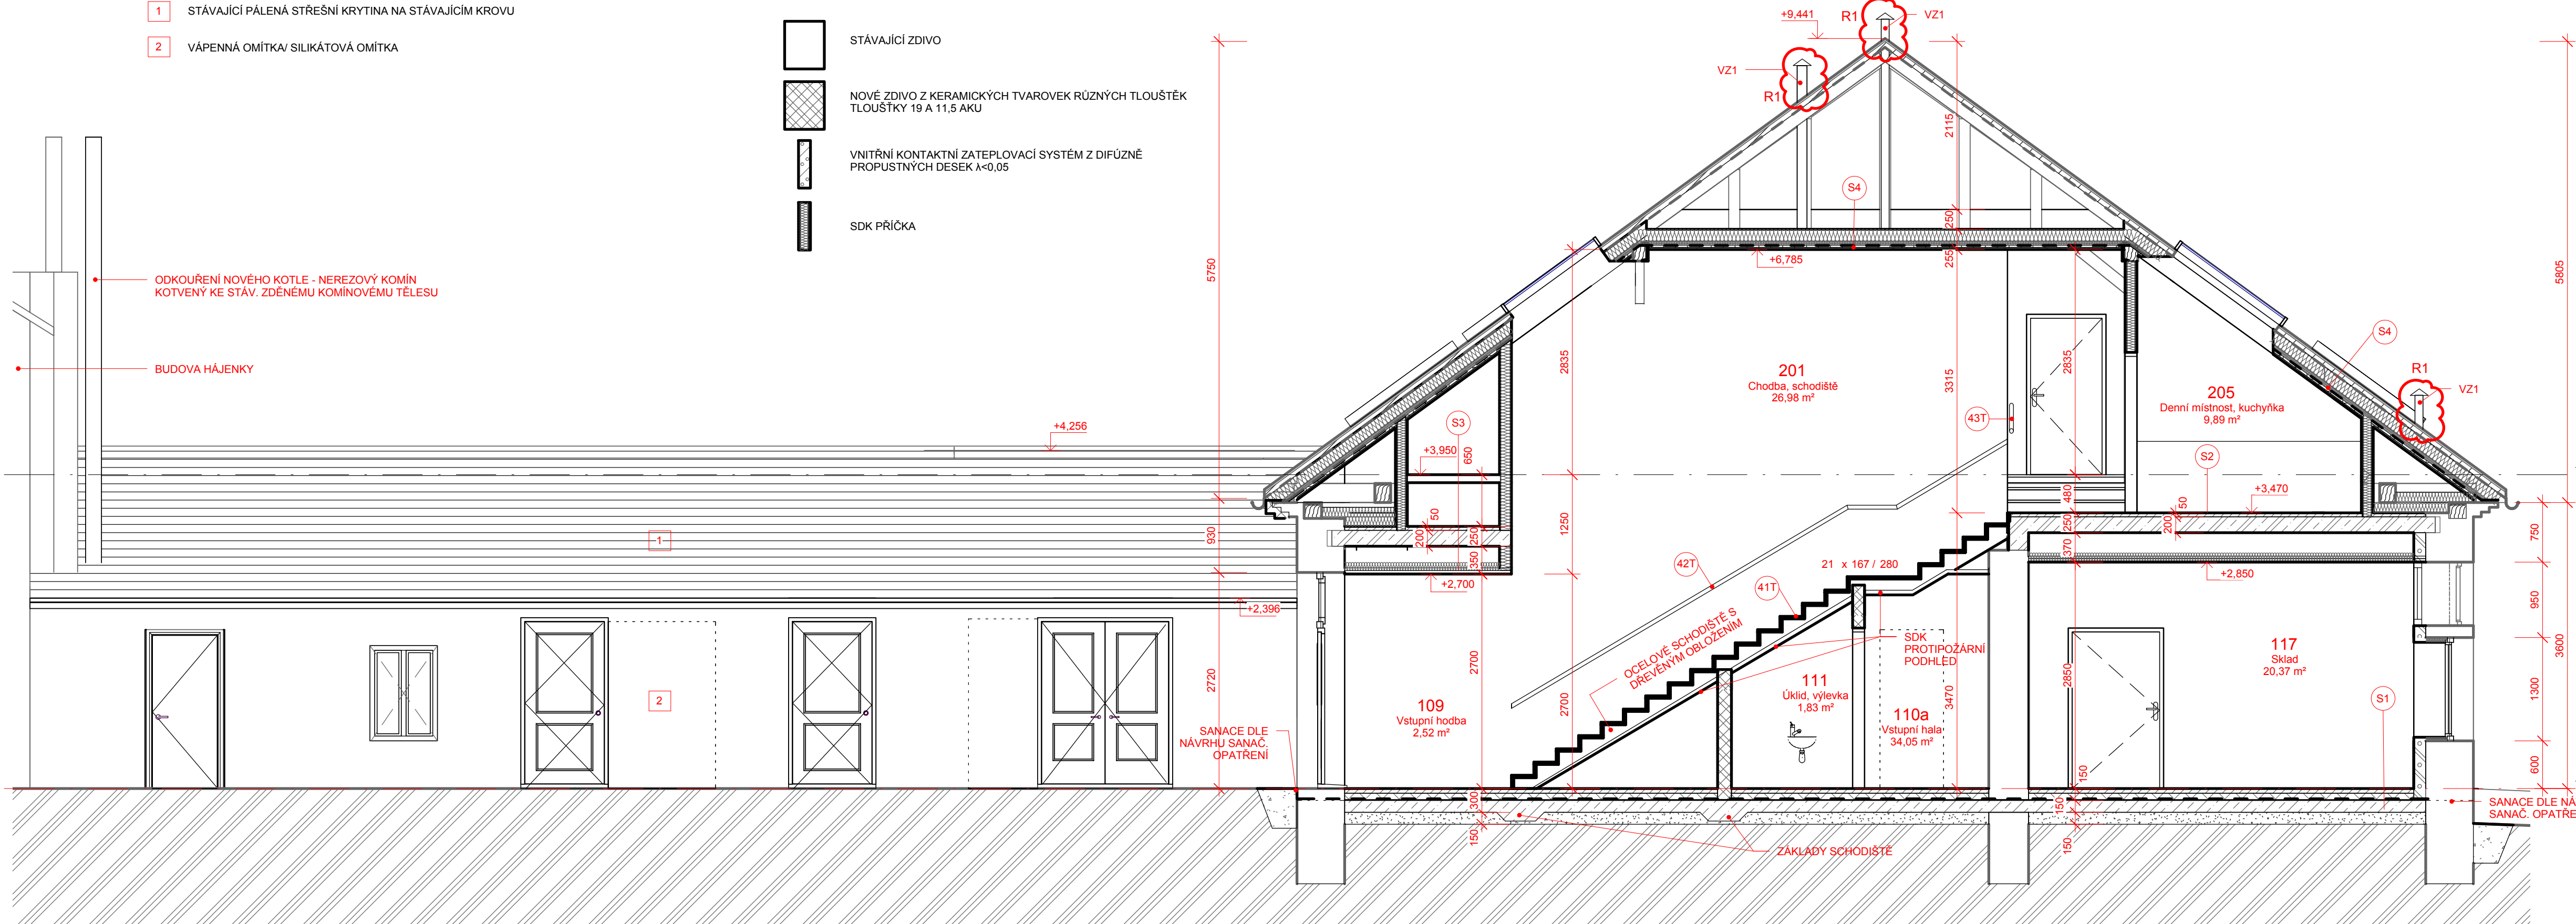 1
STÁVAJÍCÍ PÁLENÁ STŘEŠNÍ KRYTINA NA STÁVAJÍCÍM KROVU
2
VÁPENNÁ OMÍTKA/ SILIKÁTOVÁ OMÍTKA
STÁVAJÍCÍ ZDIVO
NOVÉ ZDIVO Z KERAMICKÝCH TVAROVEK RŮZNÝCH TLOUŠTĚK
TLOUŠŤKY 19 A 11,5 AKU
VNITŘNÍ KONTAKTNÍ ZATEPLOVACÍ SYSTÉM Z DIFÚZNĚ
PROPUSTNÝCH DESEK λ<0,05
SDK PŘÍČKA
ODKOUŘENÍ NOVÉHO KOTLE - NEREZOVÝ KOMÍN
KOTVENÝ KE STÁV. ZDĚNÉMU KOMÍNOVÉMU TĚLESU
BUDOVA HÁJENKY
+4,256
+2,396
1
2
5750
930
2720
SANACE DLE
NÁVRHU SANAČ.
OPATŘENÍ
+9,441
R1
VZ1
VZ1
R1
2115
S4
250
255
+6,785
2835
2835
3315
201
Chodba, schodiště
26,98 m²
43T
205
Denní místnost, kuchyňka
9,89 m²
S4
R1
VZ1
5805
S3
+3,950
650
50
200
250
350
+2,700
1250
S2
+3,470
480
50
250
200
370
+2,850
42T
41T
21 x 167 / 280
OCELOVÉ SCHODIŠTĚ S
DŘEVĚNÝM OBLOŽENÍM
SDK
PROTIPOŽÁRNÍ
PODHLED
2700
2700
109
Vstupní hodba
2,52 m²
111
Úklid, výlevka
1,83 m²
110a
Vstupní hala
34,05 m²
3470
2850
117
Sklad
20,37 m²
S1
750
950
1300
600
3600
300
150
150
150
150
ZÁKLADY SCHODIŠTĚ
SANACE DLE NÁ
SANAČ. OPATŘE